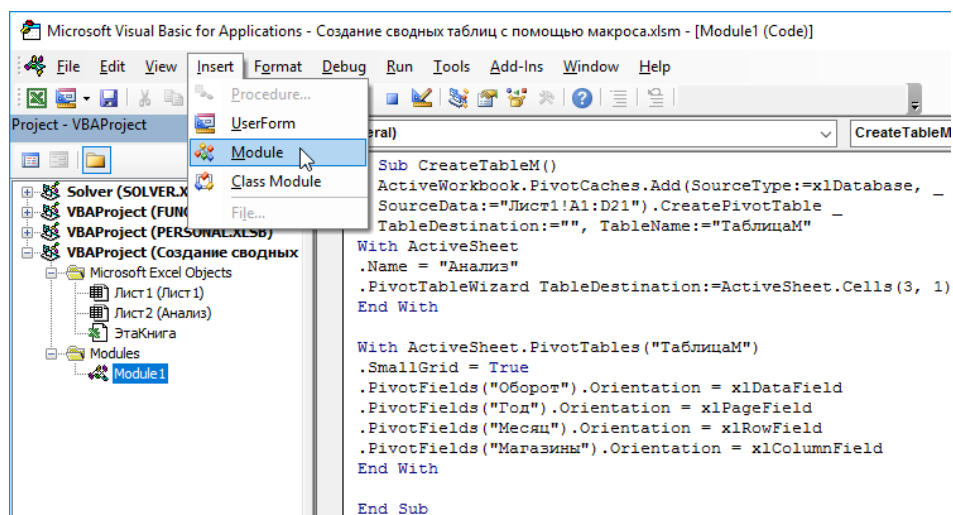 Microsoft Visual Basic for Applications - Создание сводных таблиц с помощью макроса.xlsm - [Module1 (Code)]
File Edit View Insert Format Debug Run Tools Add-Ins Window Help
Procedure...
UserForm
Module
Class Module
File...
Project - VBAProject
eral)
CreateTableM
Solver (SOLVER.X
VBAProject (FUN
VBAProject (PERSONAL.XLSB)
VBAProject (Создание сводных
Microsoft Excel Objects
Лист1 (Лист1)
Лист2 (Анализ)
ЭтаКнига
Modules
Module1
Sub CreateTableM()
ActiveWorkbook.PivotCaches.Add(SourceType:=xlDatabase, _
SourceData:="Лист1!A1:D21").CreatePivotTable _
TableDestination:="", TableName:="ТаблицаМ"
With ActiveSheet
.Name = "Анализ"
.PivotTableWizard TableDestination:=ActiveSheet.Cells(3, 1)
End With
With ActiveSheet.PivotTables("ТаблицаМ")
.SmallGrid = True
.PivotFields("Оборот").Orientation = xlDataField
.PivotFields("Год").Orientation = xlPageField
.PivotFields("Месяц").Orientation = xlRowField
.PivotFields("Магазины").Orientation = xlColumnField
End With
End Sub